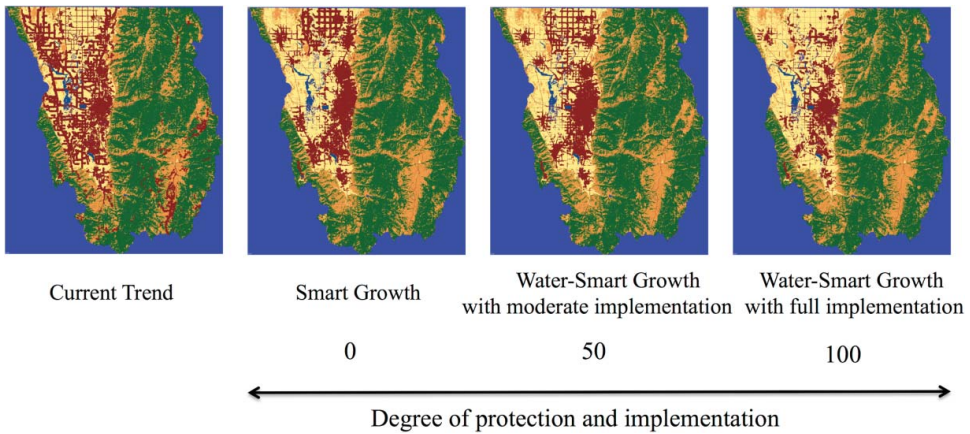 Current Trend
Smart Growth
Water-Smart Growth
with moderate implementation
Water-Smart Growth
with full implementation
0
50
100
Degree of protection and implementation